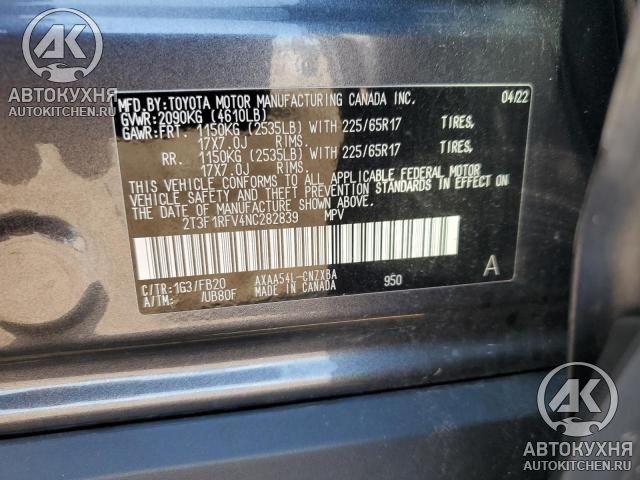 АК
АВТОКУХНЯ
AUTOKITCHEN.RU
MFD.BY:TOYOTA MOTOR MANUFACTURING CANADA INC. 04/22
GVWR:2090KG (4610LB)
GAWR:FRT. 1150KG (2535LB) WITH 225/65R17 TIRES,
17X7.0J RIMS.
RR. 1150KG (2535LB) WITH 225/65R17 TIRES,
17X7.0J RIMS.
THIS VEHICLE CONFORMS TO ALL APPLICABLE FEDERAL MOTOR
VEHICLE SAFETY AND THEFT PREVENTION STANDARDS IN EFFECT ON
THE DATE OF MANUFACTURE SHOWN ABOVE.
2T3F1RFV4NC282839 MPV
C/TR:1G3/FB20 AXAA54L-CNZXBA 950 A
A/TM: /UB80F MADE IN CANADA
АК
АВТОКУХНЯ
AUTOKITCHEN.RU